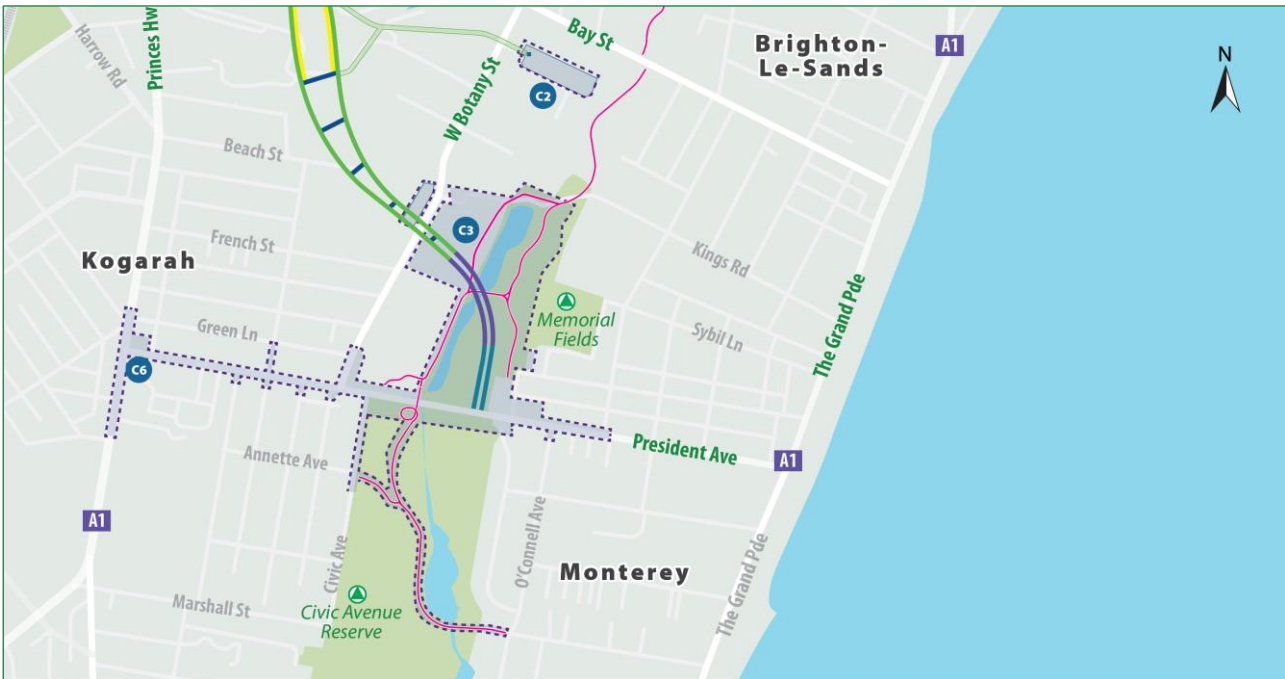 Harrow Rd
Princes Hw
Bay St
Brighton-
Le-Sands
A1
N
W Botany St
C2
Beach St
C3
French St
Kings Rd
Kogarah
Memorial
Fields
Sybil Ln
The Grand Pde
Green Ln
C6
President Ave
A1
Annette Ave
A1
Civic Ave
O'Connell Ave
Monterey
The Grand Pde
Marshall St
Civic Avenue
Reserve